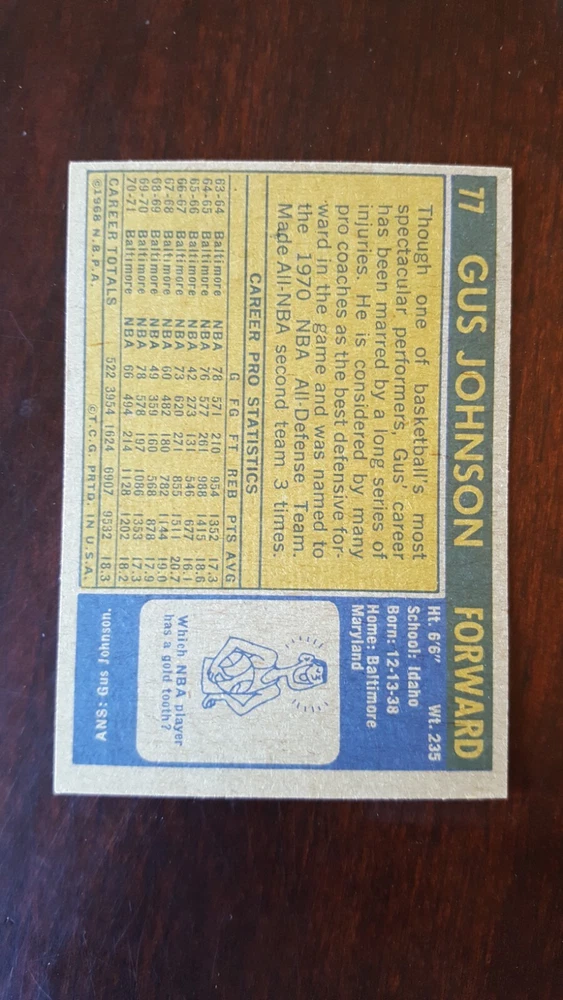 77 GUS JOHNSON FORWARD
Though one of basketball's most
spectacular performers, Gus' career
has been marred by a long series of
injuries. He is considered by many
pro coaches as the best defensive for-
ward in the game and was named to
the 1970 NBA All-Defense Team.
Made All-NBA second team 3 times.
CAREER PRO STATISTICS
G FG FT REB PTS AVG
63-64 Baltimore NBA 78 571 210 954 1352 17.3
64-65 Baltimore NBA 76 577 261 988 1415 18.6
65-66 Baltimore NBA 42 273 131 546 677 16.1
66-67 Baltimore NBA 73 620 271 855 1511 20.7
67-68 Baltimore NBA 60 482 180 782 1144 19.0
68-69 Baltimore NBA 49 359 160 568 878 17.9
69-70 Baltimore NBA 78 578 197 1086 1353 17.3
70-71 Baltimore NBA 66 494 214 1128 1202 18.2
CAREER TOTALS 522 3954 1624 6907 9532 18.3
©1968 N.B.P.A. ©T.C.G. PRTD. IN U.S.A.
Ht. 6'6" Wt. 235
School: Idaho
Born: 12-13-38
Home: Baltimore
Maryland
Which NBA player
has a gold tooth?
ANS: Gus Johnson.